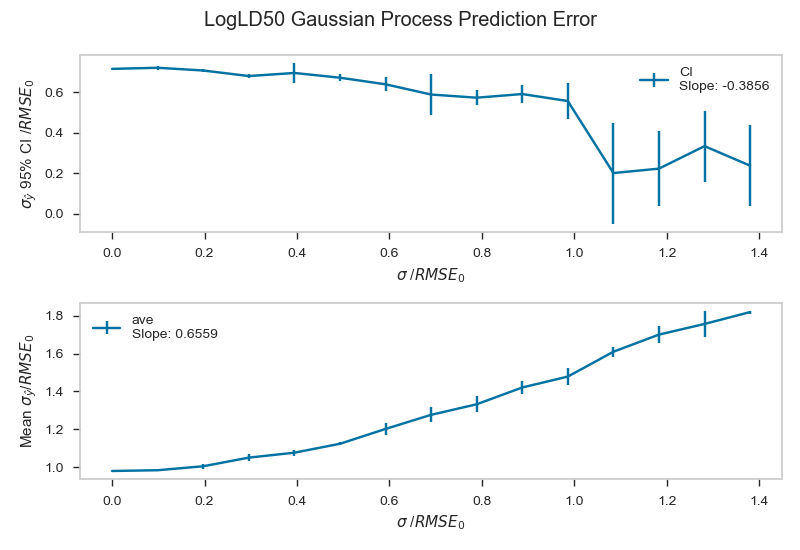 LogLD50 Gaussian Process Prediction Error
σ_ŷ 95% CI /RMSE₀
0.6
0.4
0.2
0.0
CI
Slope: -0.3856
0.0 0.2 0.4 0.6 0.8 1.0 1.2 1.4
σ /RMSE₀
Mean σ_ŷ/RMSE₀
1.8
1.6
1.4
1.2
1.0
ave
Slope: 0.6559
0.0 0.2 0.4 0.6 0.8 1.0 1.2 1.4
σ /RMSE₀